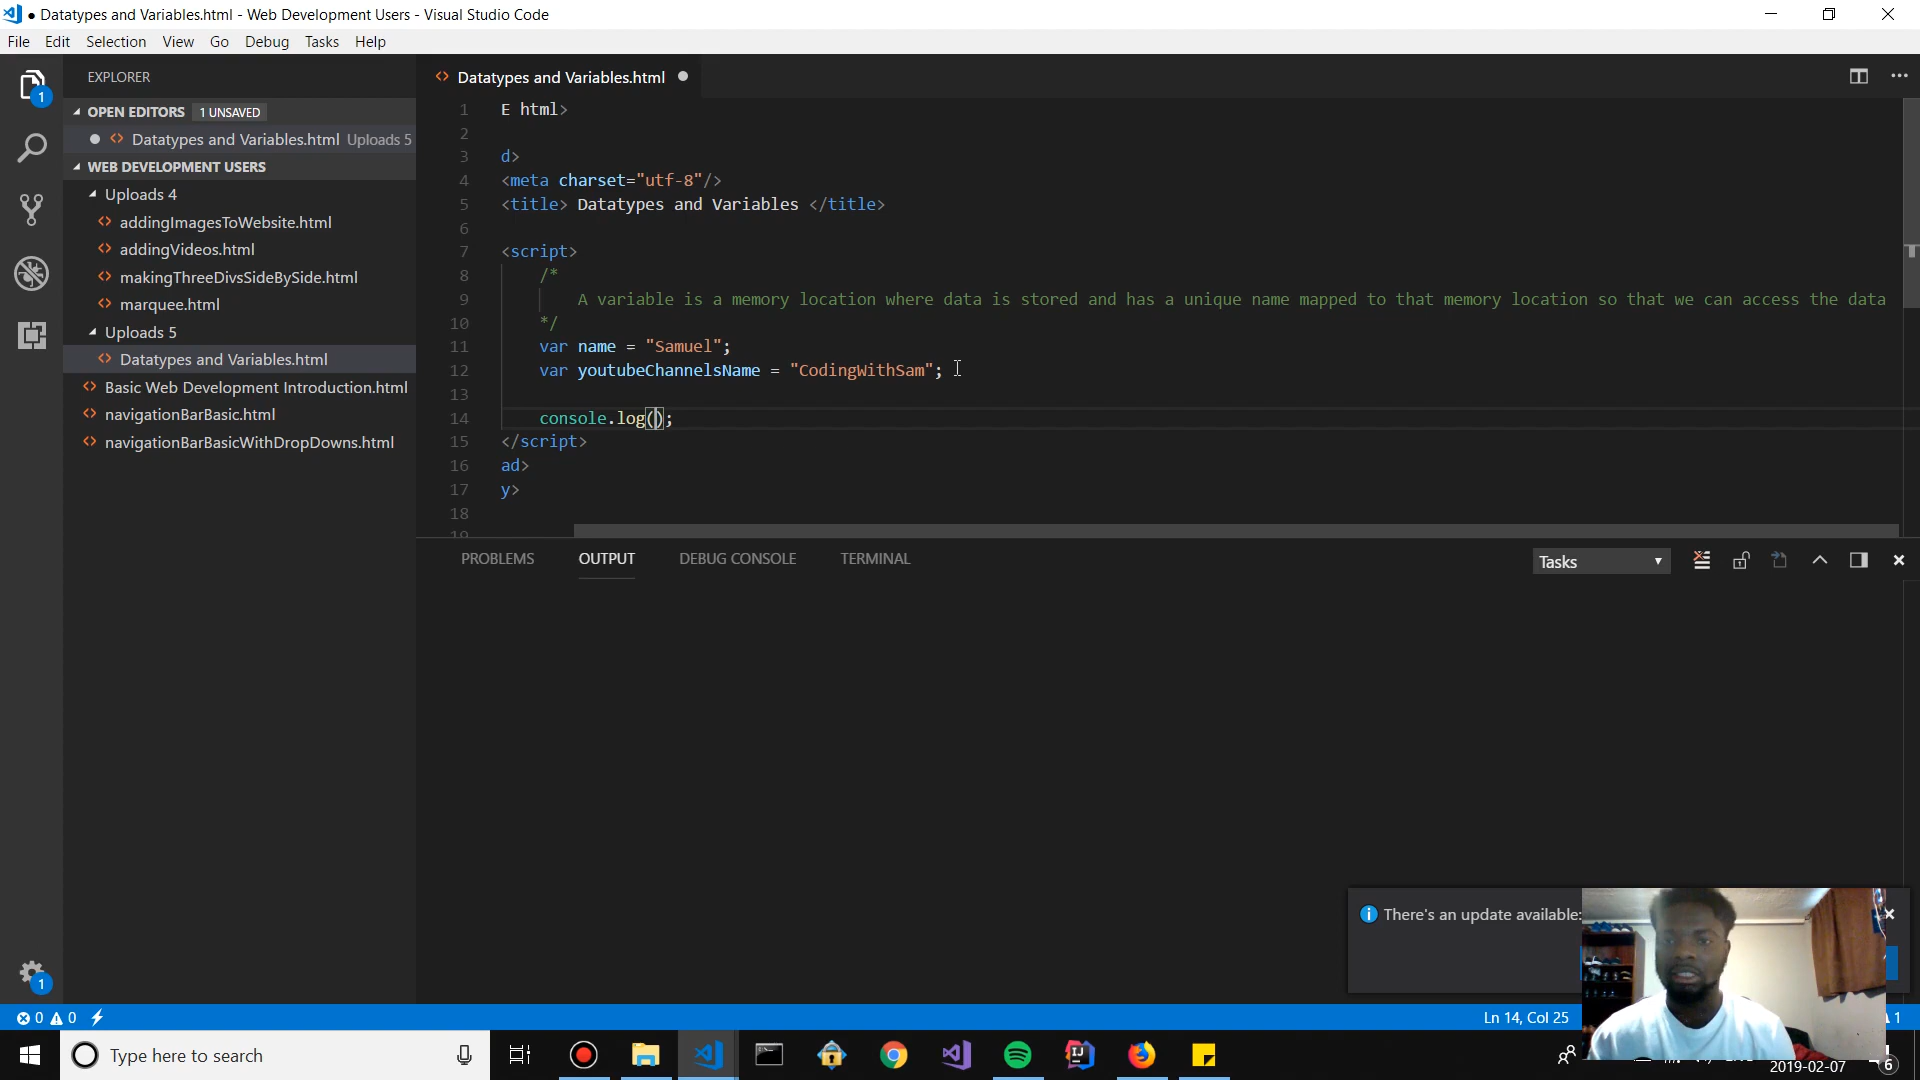 Datatypes and Variables.html - Web Development Users - Visual Studio Code
File Edit Selection View Go Debug Tasks Help
EXPLORER
OPEN EDITORS 1 UNSAVED
Datatypes and Variables.html Uploads 5
WEB DEVELOPMENT USERS
Uploads 4
addingImagesToWebsite.html
addingVideos.html
makingThreeDivsSideBySide.html
marquee.html
Uploads 5
Datatypes and Variables.html
Basic Web Development Introduction.html
navigationBarBasic.html
navigationBarBasicWithDropDowns.html
1
1
Datatypes and Variables.html
1 E html>
2
3 d>
4 <meta charset="utf-8"/>
5 <title> Datatypes and Variables </title>
6
7 <script>
8 /*
9 A variable is a memory location where data is stored and has a unique name mapped to that memory location so that we can access the data
10 */
11 var name = "Samuel";
12 var youtubeChannelsName = "CodingWithSam";
13
14 console.log();
15 </script>
16 ad>
17 y>
18
19
PROBLEMS OUTPUT DEBUG CONSOLE TERMINAL Tasks
There's an update available:
0 0 Ln 14, Col 25 1
Type here to search
2019-02-07 6